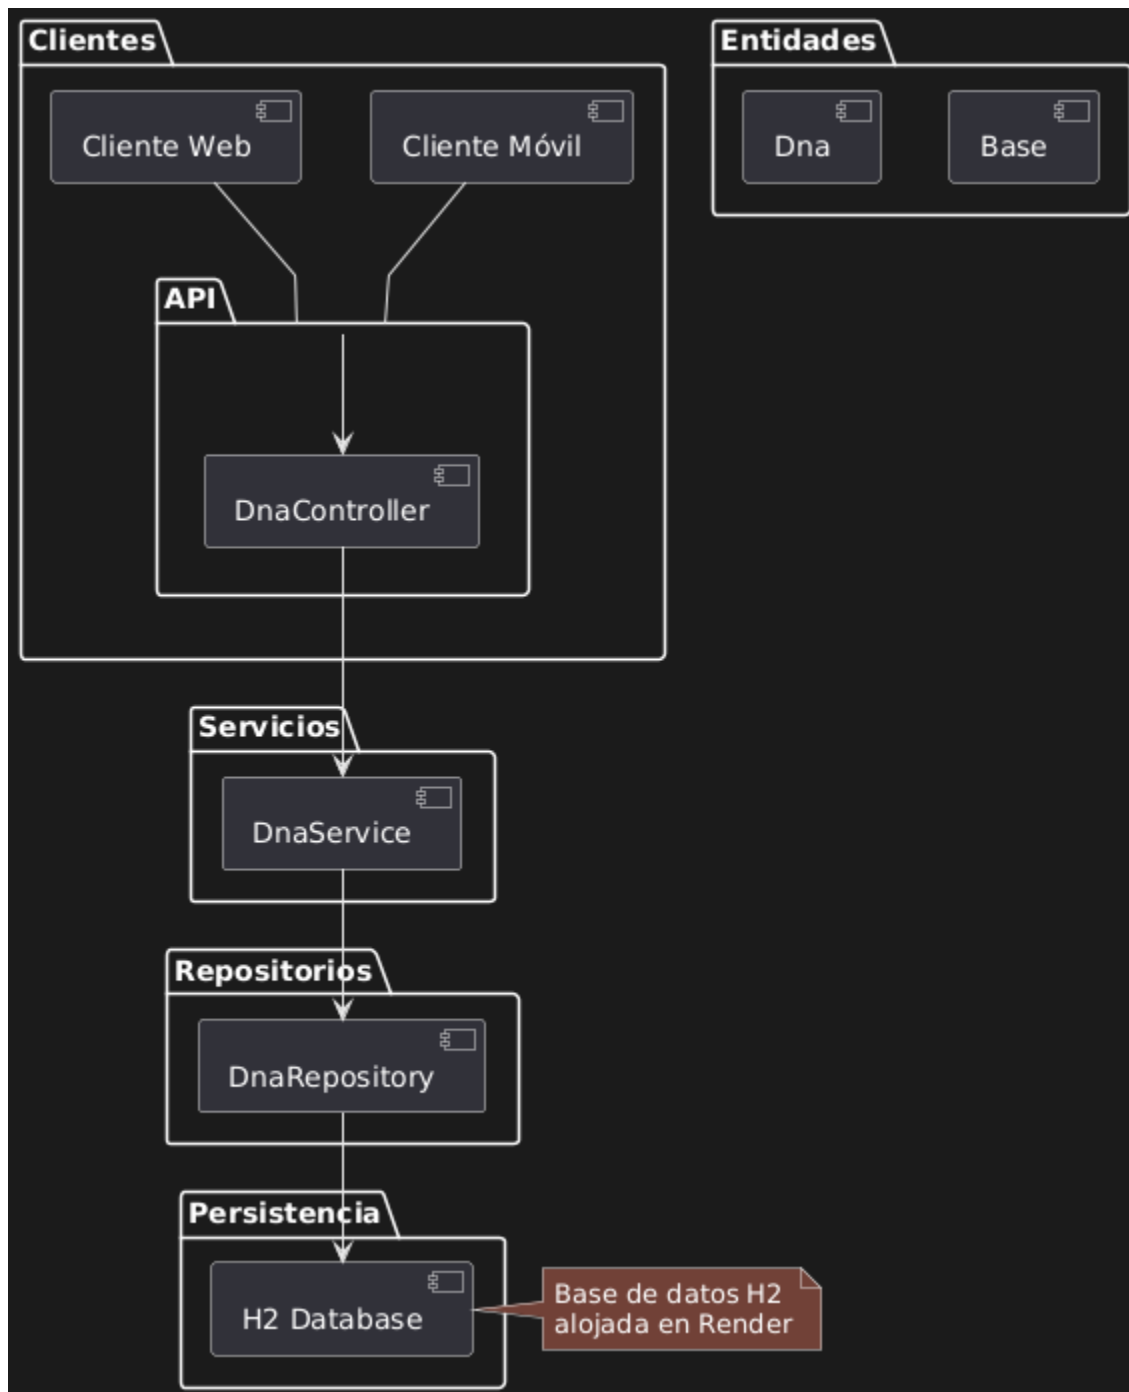 Clientes
Entidades
Cliente Web
Cliente Móvil
Dna
Base
API
DnaController
Servicios
DnaService
Repositorios
DnaRepository
Persistencia
H2 Database
Base de datos H2
alojada en Render